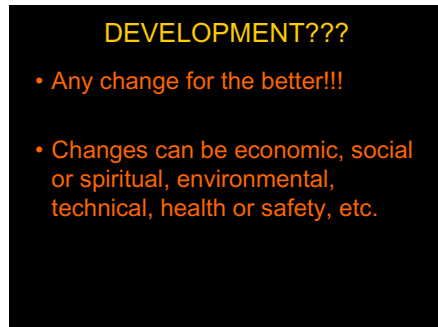 DEVELOPMENT???
• Any change for the better!!!
• Changes can be economic, social
or spiritual, environmental,
technical, health or safety, etc.